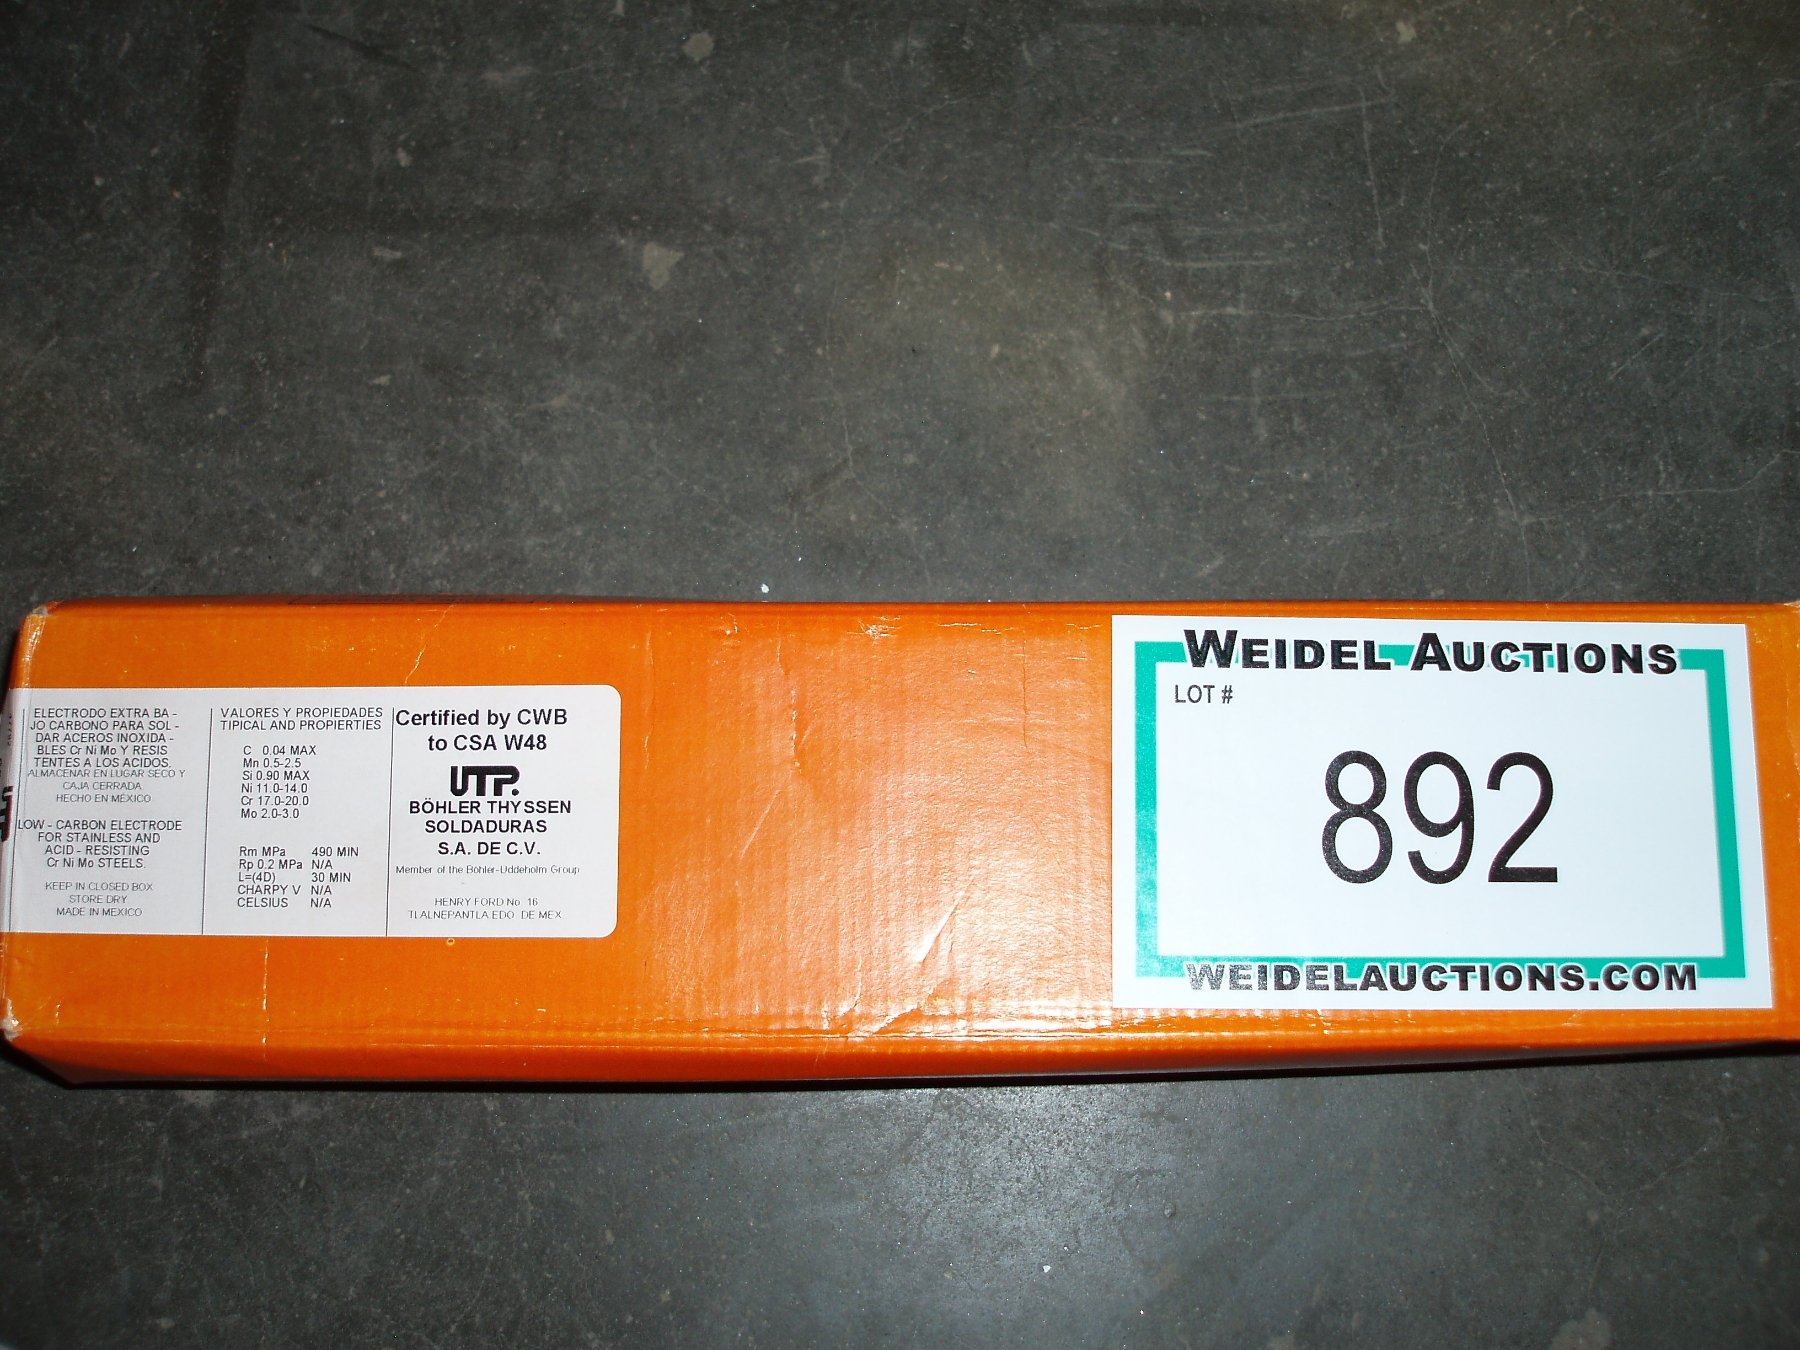 ELECTRODO EXTRA BA -
JO CARBONO PARA SOL -
DAR ACEROS INOXIDA -
BLES Cr Ni Mo Y RESIS
TENTES A LOS ACIDOS.
ALMACENAR EN LUGAR SECO Y
CAJA CERRADA
HECHO EN MÉXICO
LOW - CARBON ELECTRODE
FOR STAINLESS AND
ACID - RESISTING
Cr Ni Mo STEELS.
KEEP IN CLOSED BOX
STORE DRY
MADE IN MEXICO
VALORES Y PROPIEDADES
TIPICAL AND PROPIERTIES
C 0.04 MAX
Mn 0.5-2.5
Si 0.90 MAX
Ni 11.0-14.0
Cr 17.0-20.0
Mo 2.0-3.0
Rm MPa 490 MIN
Rp 0.2 MPa N/A
L=(4D) 30 MIN
CHARPY V N/A
CELSIUS N/A
Certified by CWB
to CSA W48
UTP.
BÖHLER THYSSEN
SOLDADURAS
S.A. DE C.V.
Member of the Böhler-Uddeholm Group
HENRY FORD No. 16
TLALNEPANTLA EDO. DE MEX.
WEIDEL AUCTIONS
LOT #
892
WEIDELAUCTIONS.COM